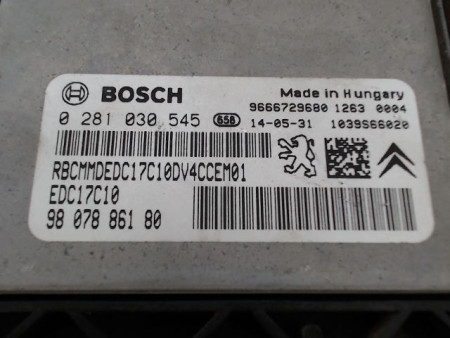 BOSCH
Made in Hungary
9666729680 1263 0004
0 281 030 545 658 14-05-31 1039S66020
RBCMMDEDC17C10DV4CCEM01
EDC17C10
98 078 861 80